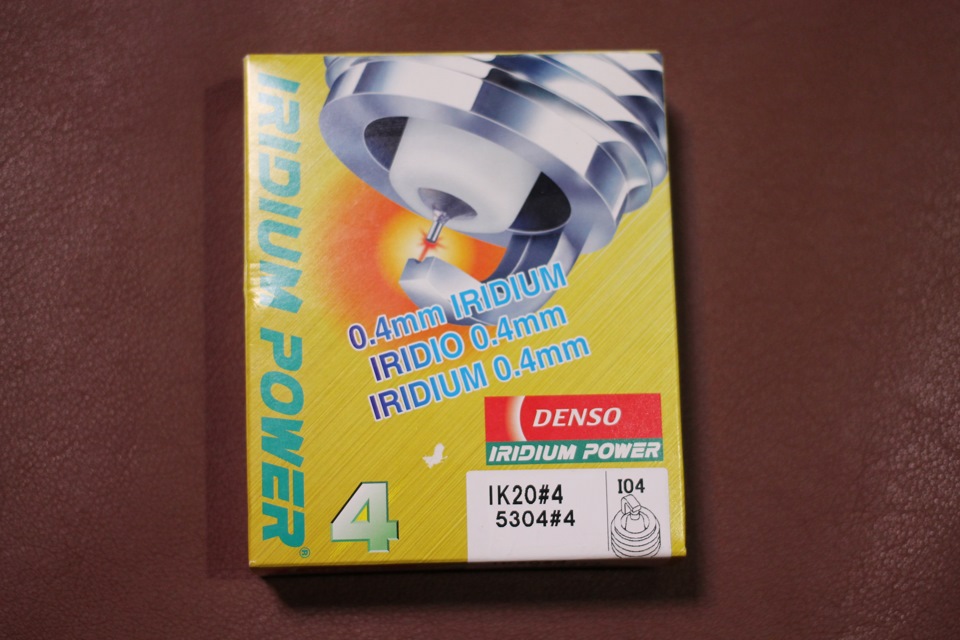 IRIDIUM POWER®
0.4mm IRIDIUM
IRIDIO 0.4mm
IRIDIUM 0.4mm
DENSO
IRIDIUM POWER
4
IK20#4
5304#4
I04